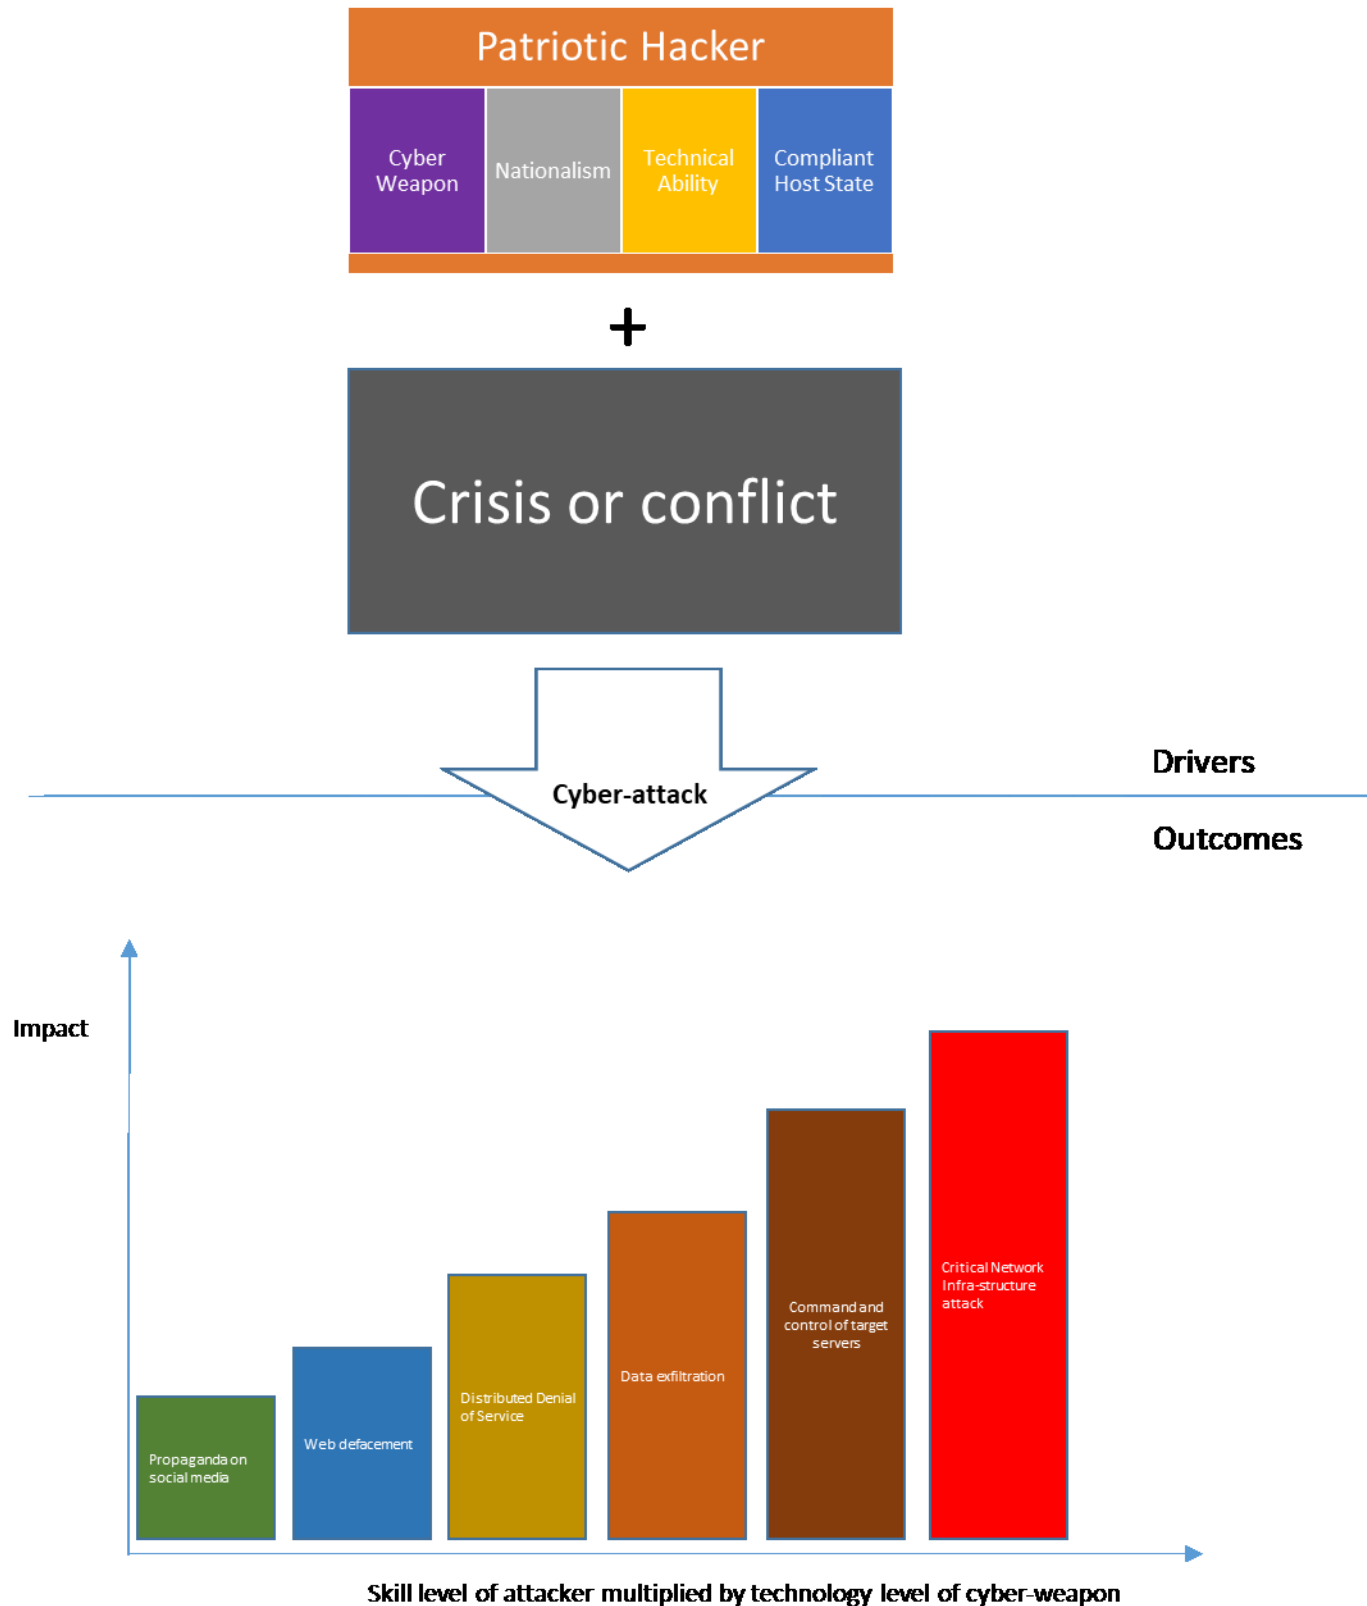 Patriotic Hacker
Cyber
Weapon
Nationalism
Technical
Ability
Compliant
Host State
+
Crisis or conflict
Cyber-attack
Drivers
Outcomes
Impact
Propaganda on
social media
Web defacement
Distributed Denial
of Service
Data exfiltration
Command and
control of target
servers
Critical Network
Infra-structure
attack
Skill level of attacker multiplied by technology level of cyber-weapon